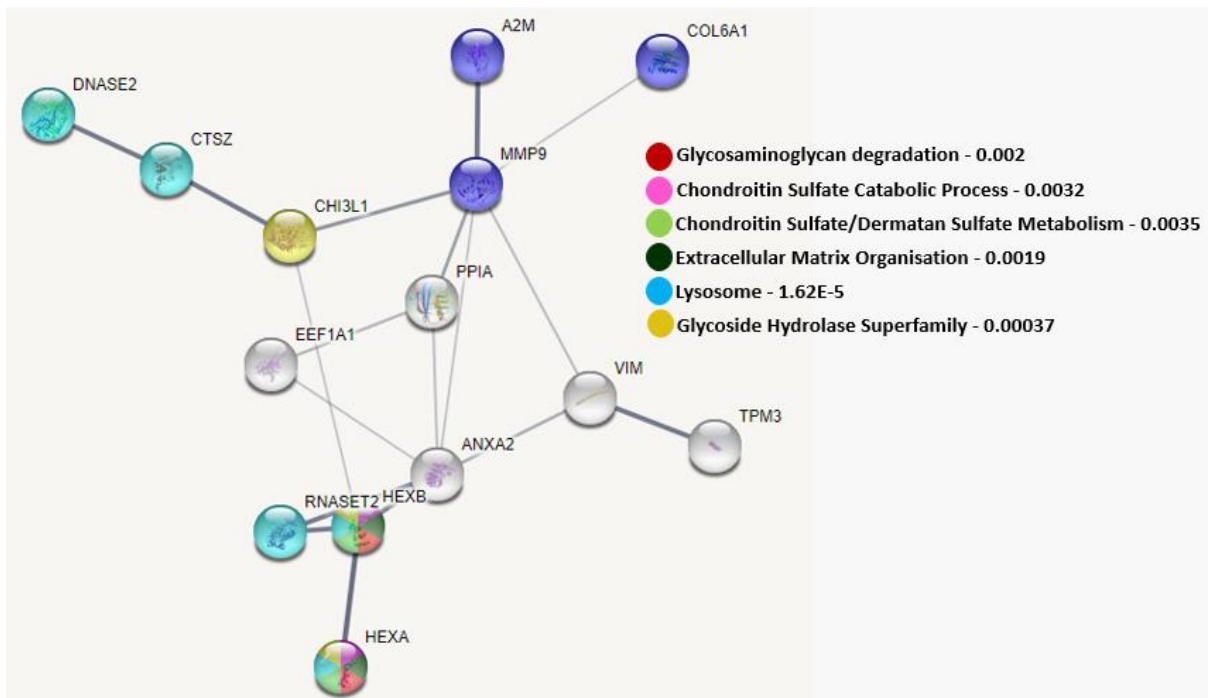 A2M
COL6A1
DNASE2
CTSZ
MMP9
Glycosaminoglycan degradation - 0.002
Chondroitin Sulfate Catabolic Process - 0.0032
CHI3L1
Chondroitin Sulfate/Dermatan Sulfate Metabolism - 0.0035
Extracellular Matrix Organisation - 0.0019
PPIA
Lysosome - 1.62E-5
Glycoside Hydrolase Superfamily - 0.00037
EEF1A1
VIM
TPM3
ANXA2
RNASET2
HEXB
HEXA